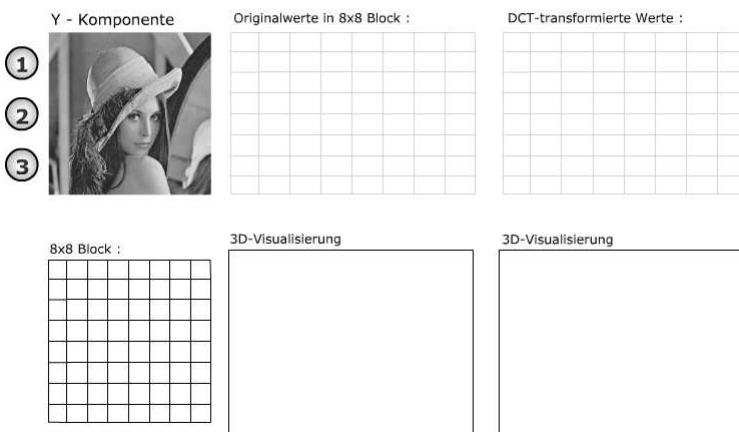 Y - Komponente
Originalwerte in 8x8 Block :
DCT-transformierte Werte :
1
2
3
8x8 Block :
3D-Visualisierung
3D-Visualisierung